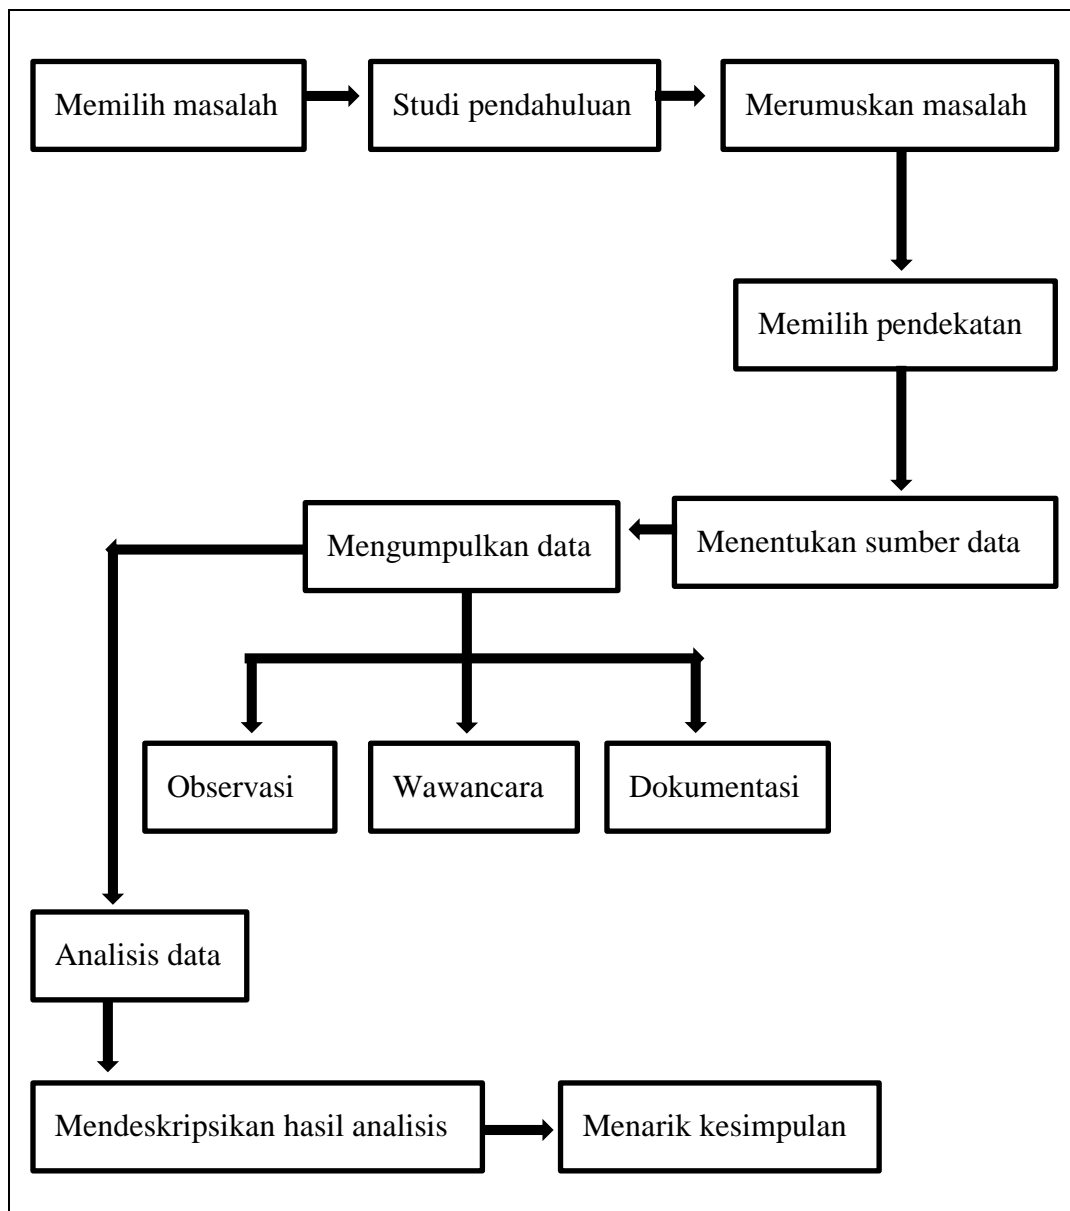 Memilih masalah
Studi pendahuluan
Merumuskan masalah
Memilih pendekatan
Menentukan sumber data
Mengumpulkan data
Observasi
Wawancara
Dokumentasi
Analisis data
Mendeskripsikan hasil analisis
Menarik kesimpulan